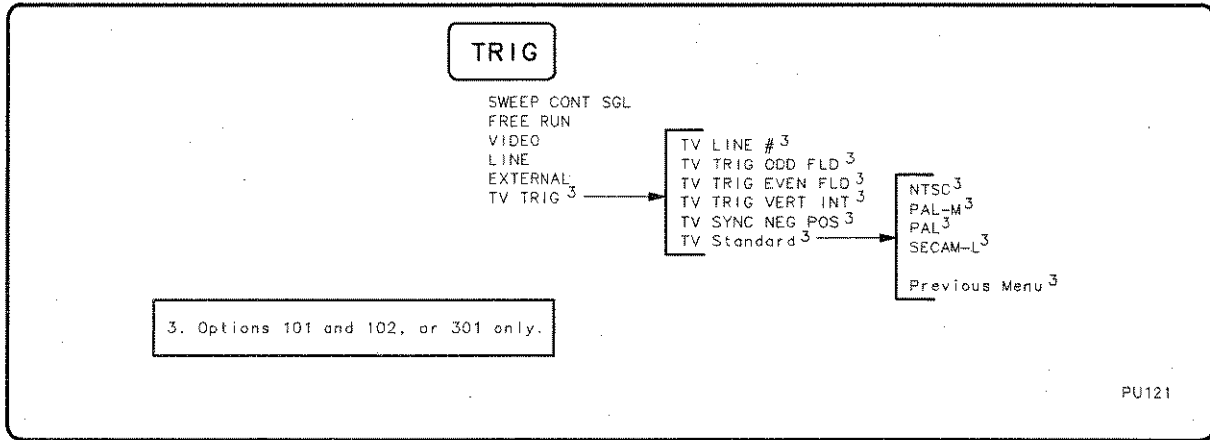 TRIG
SWEEP CONT SGL
FREE RUN
VIDEO
LINE
EXTERNAL
TV TRIG 3
TV LINE # 3
TV TRIG ODD FLD 3
TV TRIG EVEN FLD 3
TV TRIG VERT INT 3
TV SYNC NEG POS 3
TV Standard 3
NTSC 3
PAL-M 3
PAL 3
SECAM-L 3
Previous Menu 3
3. Options 101 and 102, or 301 only.
PU121